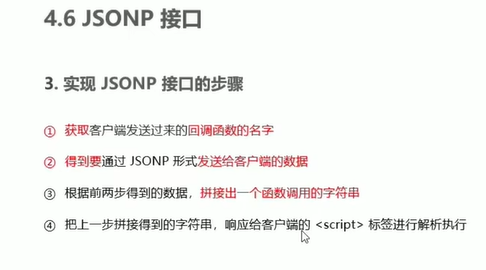 4.6 JSONP 接口
3. 实现 JSONP 接口的步骤
① 获取客户端发送过来的回调函数的名字
② 得到要通过 JSONP 形式发送给客户端的数据
③ 根据前两步得到的数据，拼接出一个函数调用的字符串
④ 把上一步拼接得到的字符串，响应给客户端的 <script> 标签进行解析执行